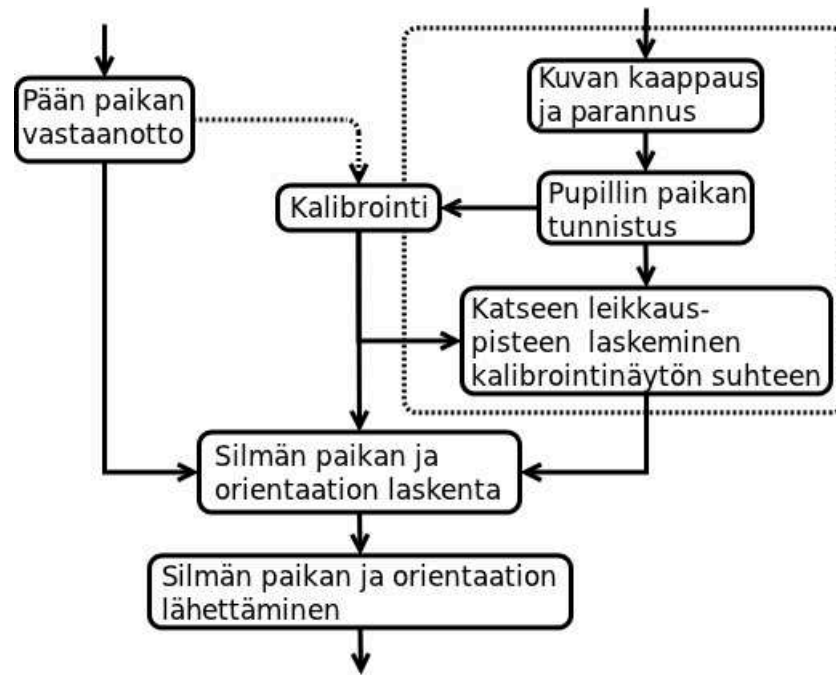 Pään paikan
vastaanotto
Kuvan kaappaus
ja parannus
Kalibrointi
Pupillin paikan
tunnistus
Katseen leikkaus-
pisteen laskeminen
kalibrointinäytön suhteen
Silmän paikan ja
orientaation laskenta
Silmän paikan ja orientaation
lähettäminen